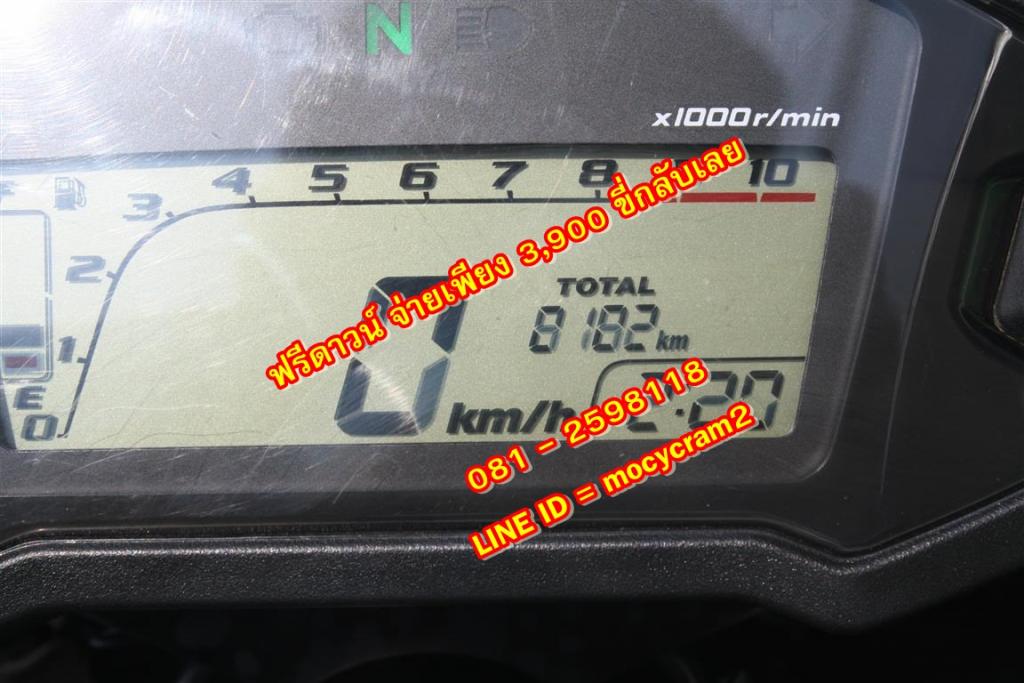 N
x1000r/min
4 5 6 7 8 10
3
2
1
E
0
TOTAL
8182 km
0 km/h
2:20
ฟรีดาวน์ จ่ายเพียง 3,900 ขี่กลับเลย
081 - 2598118
LINE ID = mocycram2